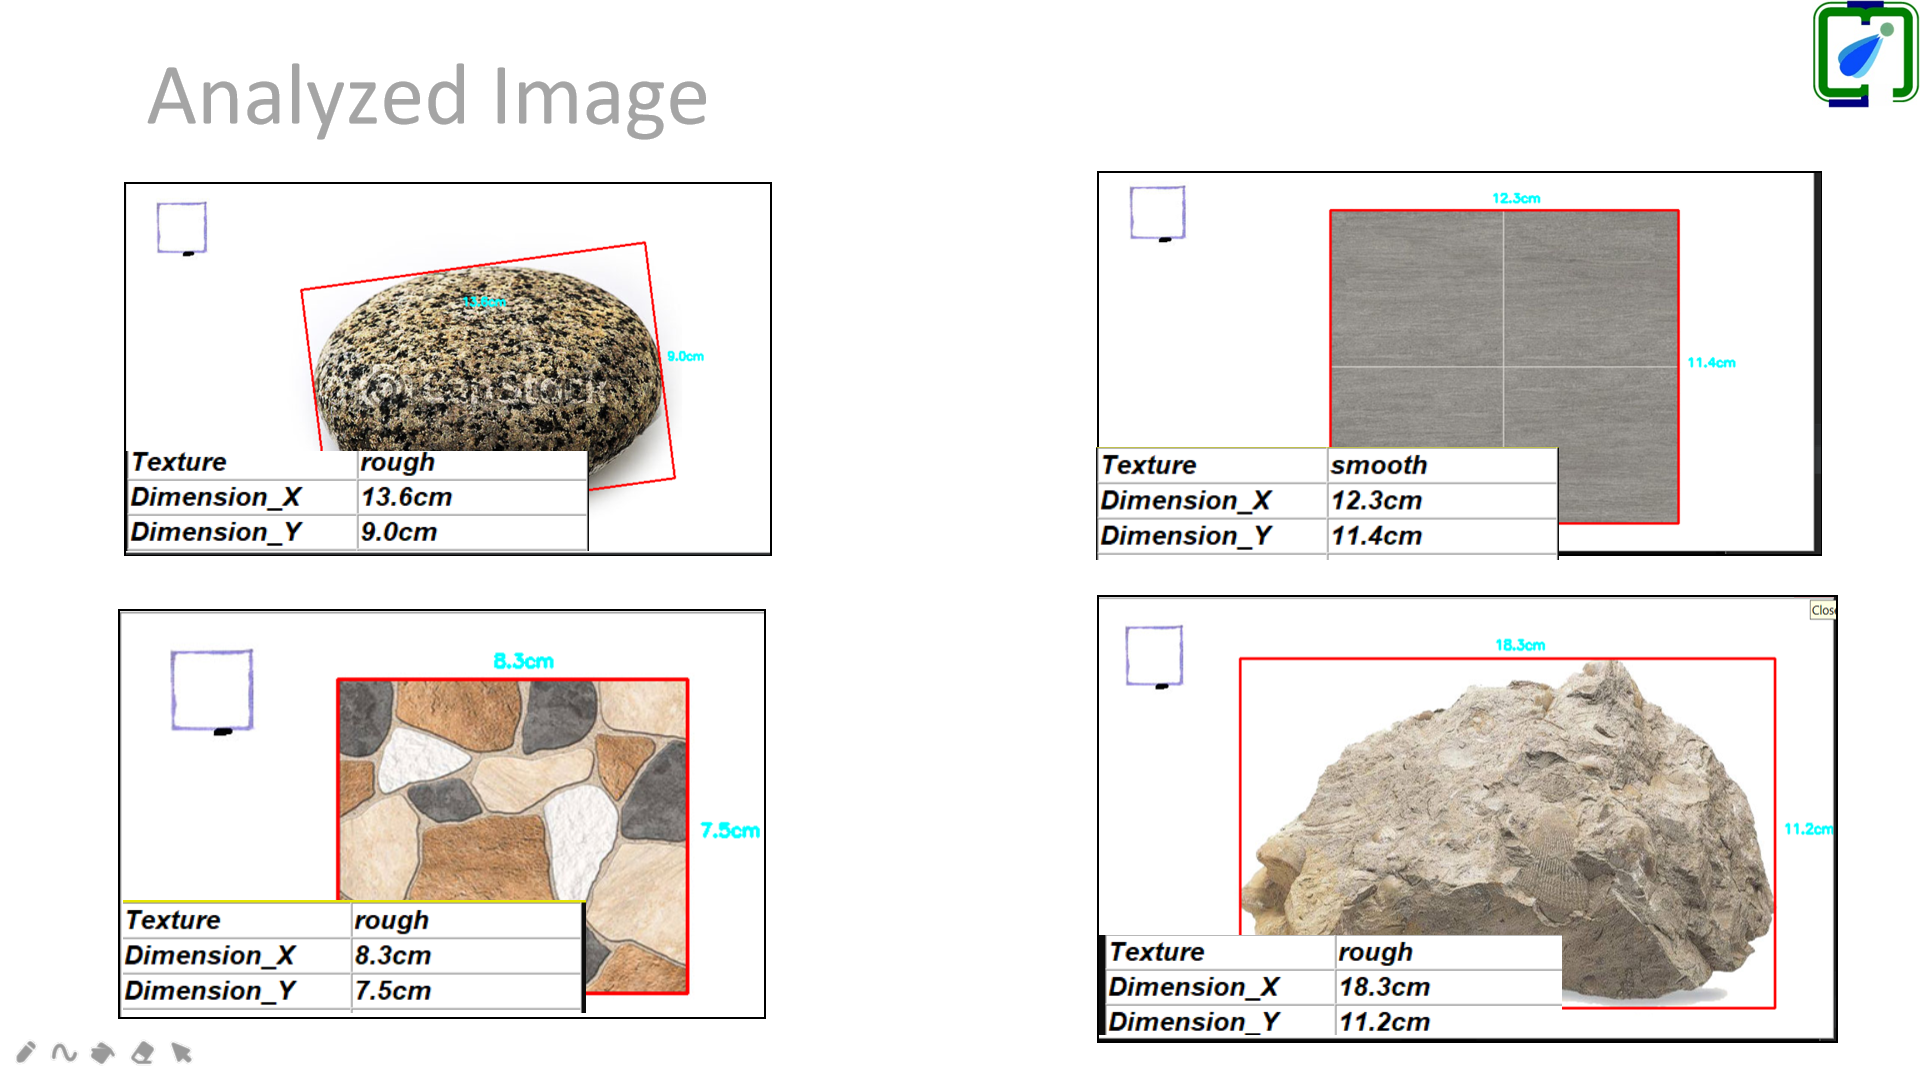 Analyzed Image
13.6cm
9.0cm
CanStock
Texture rough
Dimension_X 13.6cm
Dimension_Y 9.0cm
12.3cm
11.4cm
Texture smooth
Dimension_X 12.3cm
Dimension_Y 11.4cm
8.3cm
7.5cm
Texture rough
Dimension_X 8.3cm
Dimension_Y 7.5cm
Clos
18.3cm
11.2cm
Texture rough
Dimension_X 18.3cm
Dimension_Y 11.2cm